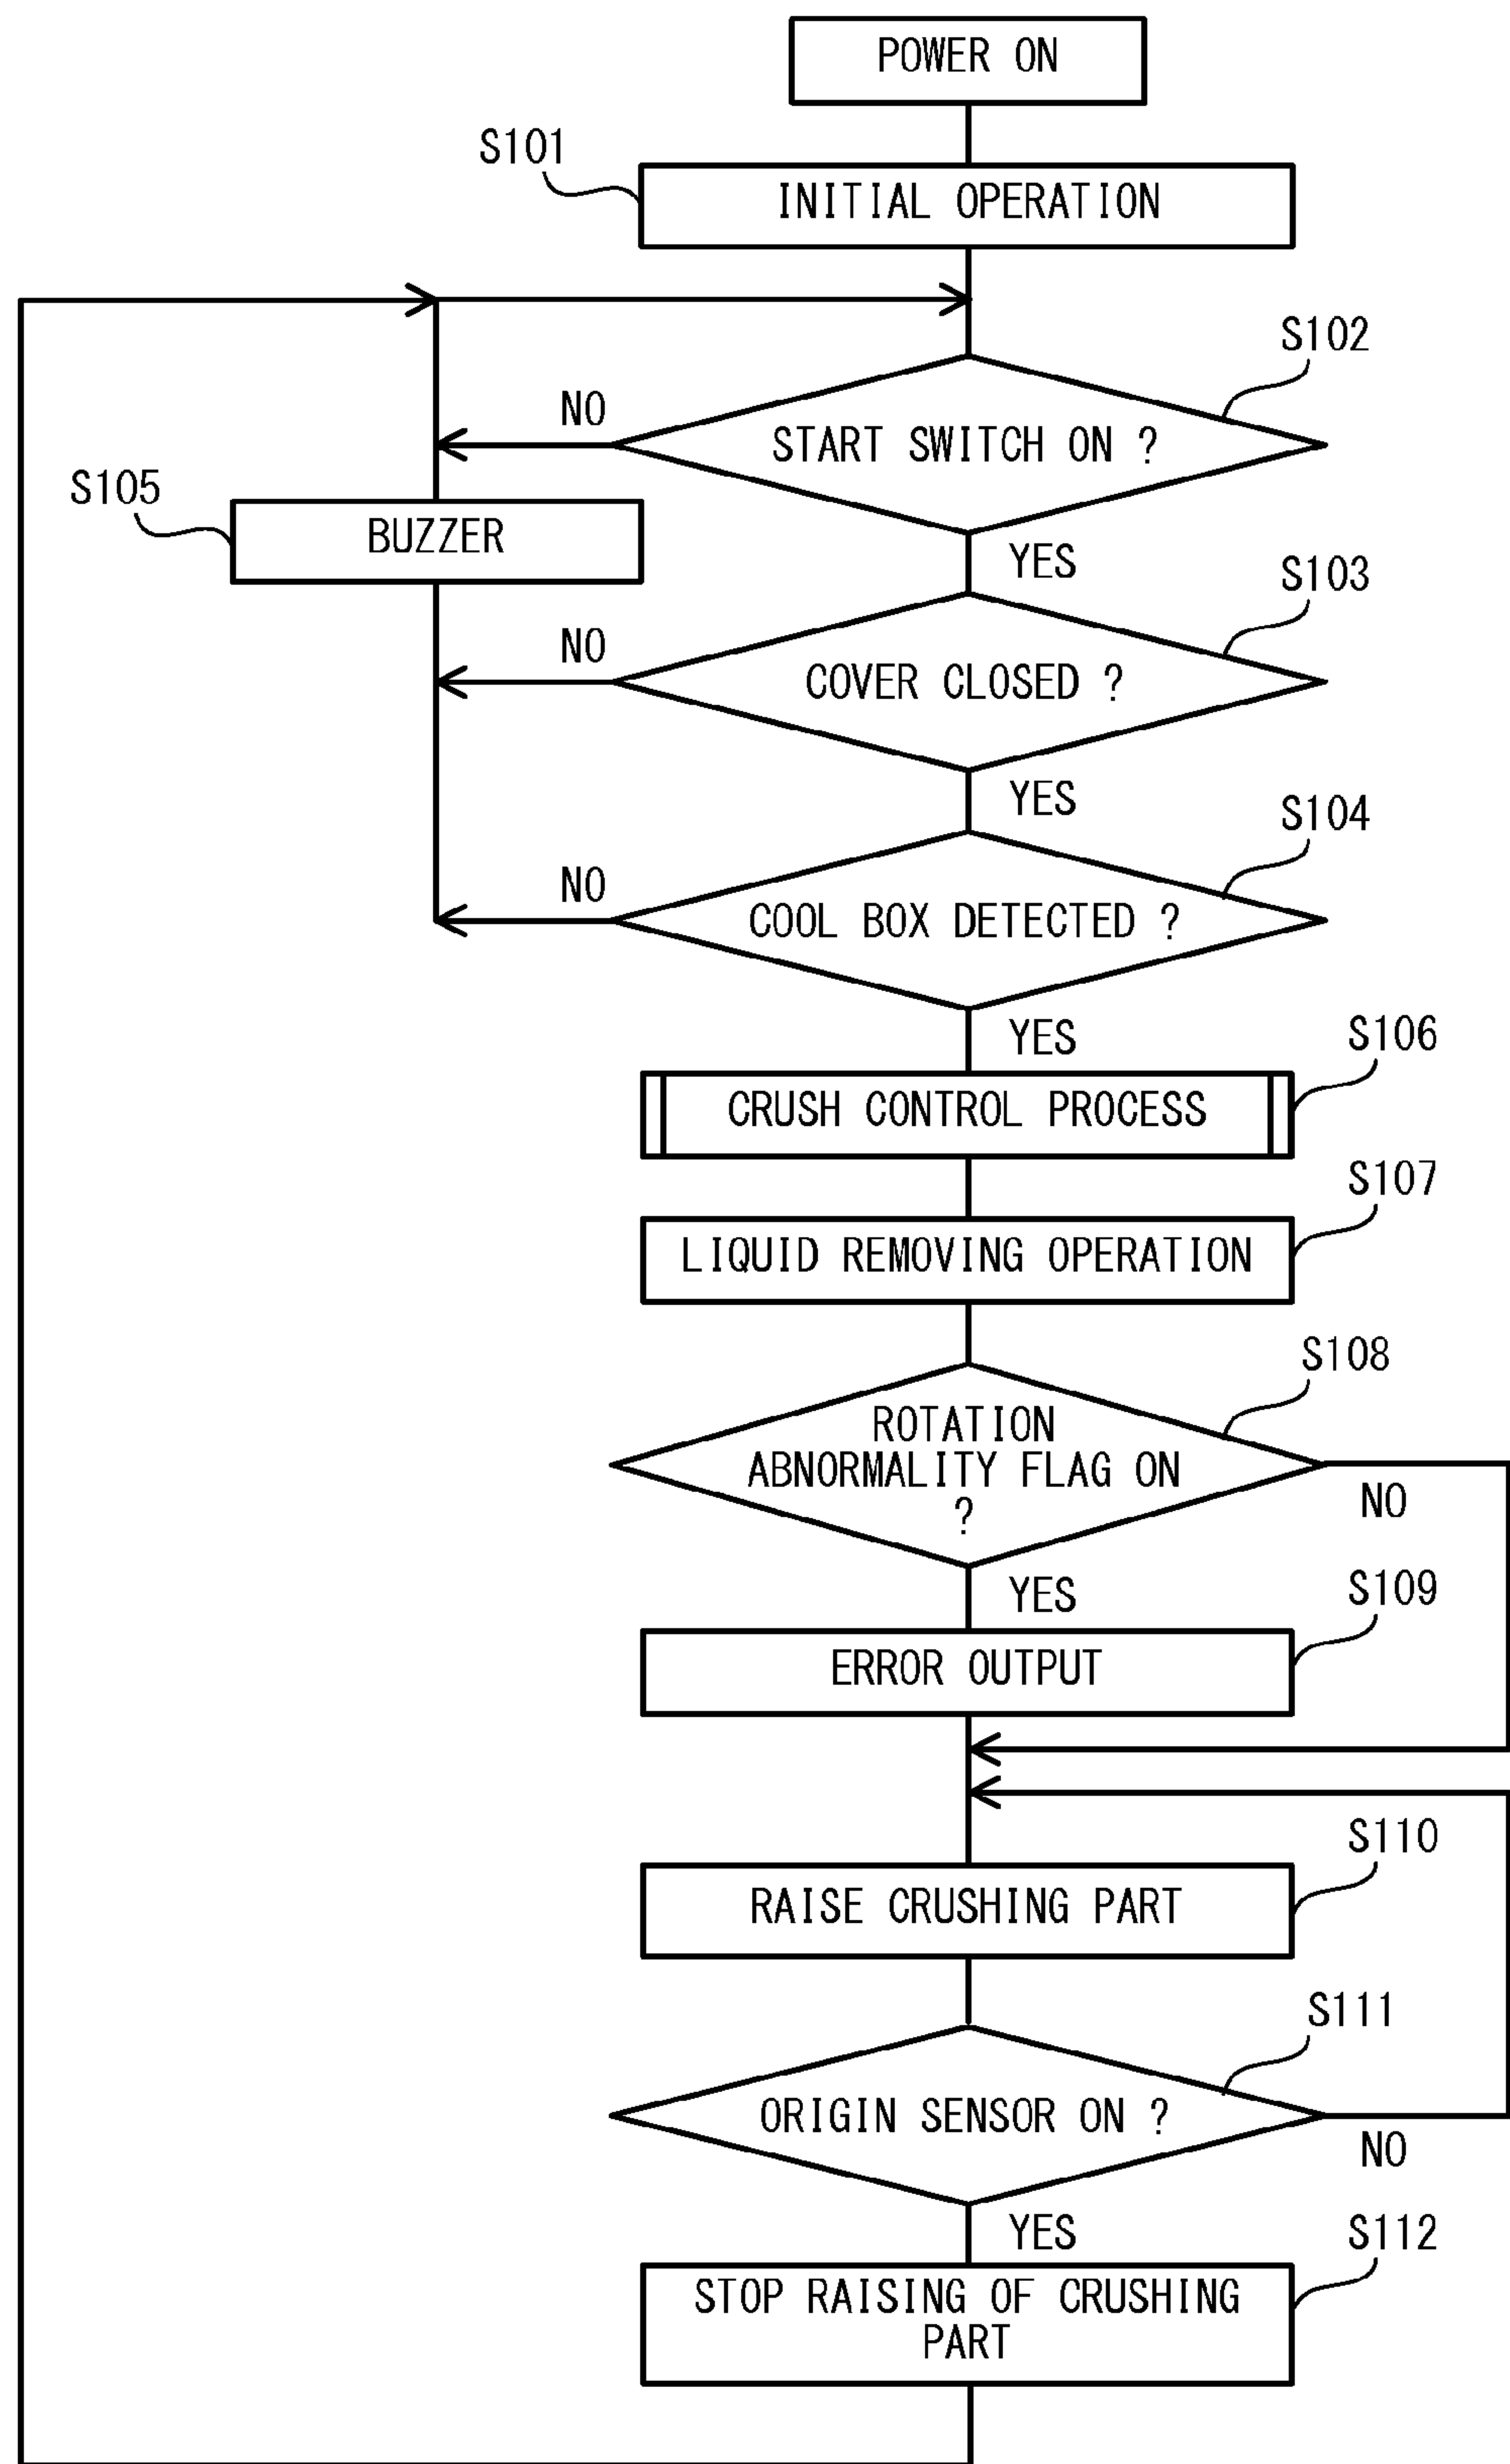 POWER ON
S101
INITIAL OPERATION
S102
NO
START SWITCH ON ?
S105
BUZZER
YES
S103
NO
COVER CLOSED ?
YES
S104
NO
COOL BOX DETECTED ?
YES
S106
CRUSH CONTROL PROCESS
S107
LIQUID REMOVING OPERATION
S108
ROTATION
ABNORMALITY FLAG ON
?
NO
YES
S109
ERROR OUTPUT
S110
RAISE CRUSHING PART
S111
ORIGIN SENSOR ON ?
NO
YES
S112
STOP RAISING OF CRUSHING
PART